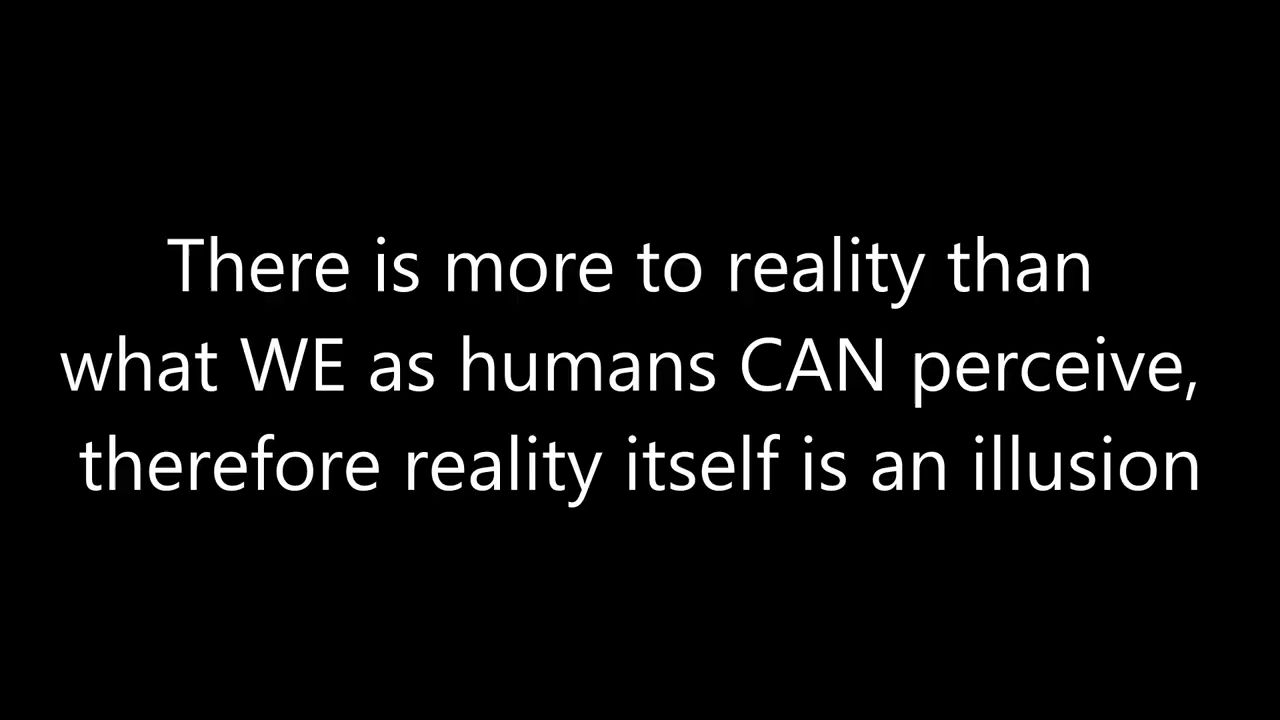 There is more to reality than
what WE as humans CAN perceive,
therefore reality itself is an illusion